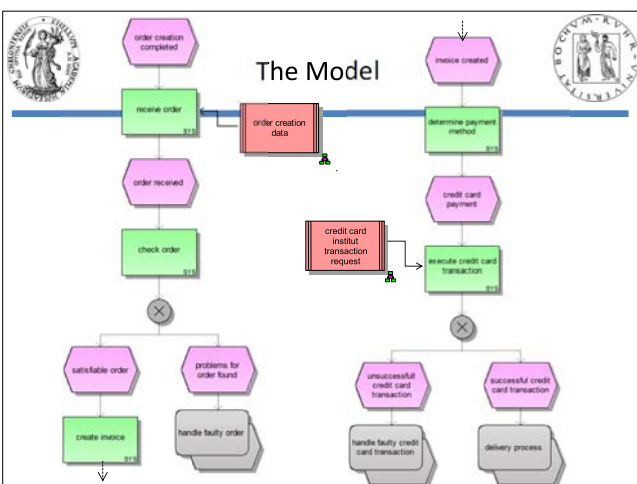 The Model
order creation
completed
receive order
SYS
order creation
data
order received
check order
SYS
satisfiable order
problems for
order found
create invoice
SYS
handle faulty order
invoice created
determine payment
method
SYS
credit card
payment
credit card
institut
transaction
request
execute credit card
transaction
SYS
unsuccessfull
credit card
transaction
successful credit
card transaction
handle faulty credit
card transaction
delivery process